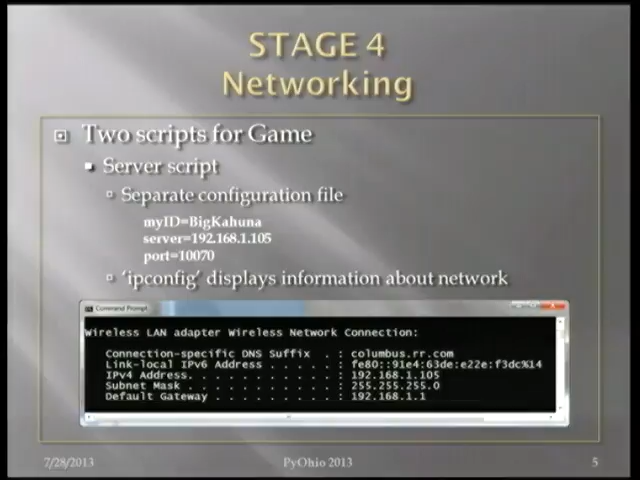 STAGE 4
Networking
Two scripts for Game
Server script
Separate configuration file
myID=BigKahuna
server=192.168.1.105
port=10070
'ipconfig' displays information about network
Command Prompt
Wireless LAN adapter Wireless Network Connection:
Connection-specific DNS Suffix . : columbus.rr.com
Link-local IPv6 Address . . . . . : fe80::91e4:63de:e22e:f3dc%14
IPv4 Address. . . . . . . . . . . : 192.168.1.105
Subnet Mask . . . . . . . . . . . : 255.255.255.0
Default Gateway . . . . . . . . . : 192.168.1.1
7/28/2013 PyOhio 2013 5